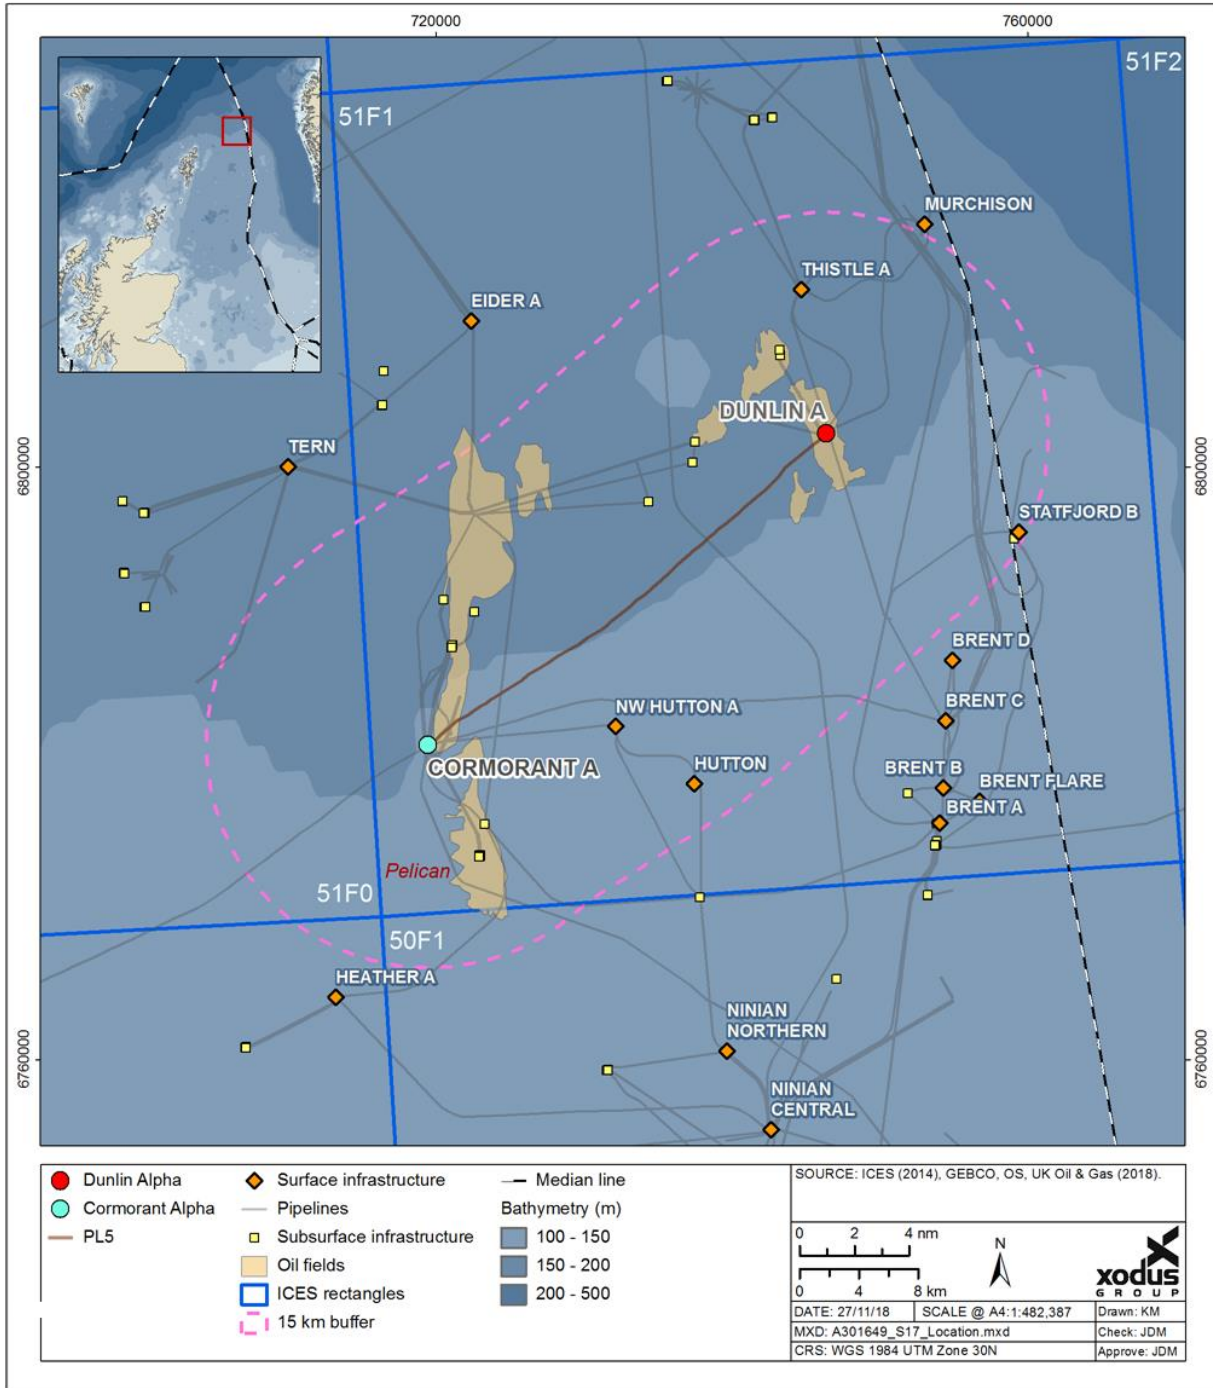 720000
760000
51F2
51F1
MURCHISON
THISTLE A
EIDER A
DUNLIN A
TERN
6800000
6800000
STATFJORD B
BRENT D
NW HUTTON A
BRENT C
CORMORANT A
HUTTON
BRENT B
BRENT FLARE
BRENT A
Pelican
51F0
50F1
HEATHER A
NINIAN
NORTHERN
6760000
6760000
NINIAN
CENTRAL
Dunlin Alpha
Cormorant Alpha
PL5
Surface infrastructure
Pipelines
Subsurface infrastructure
Oil fields
ICES rectangles
15 km buffer
Median line
Bathymetry (m)
100 - 150
150 - 200
200 - 500
SOURCE: ICES (2014), GEBCO, OS, UK Oil & Gas (2018).
0 2 4 nm
N
0 4 8 km
xodus
GROUP
DATE: 27/11/18 SCALE @ A4:1:482,387 Drawn: KM
MXD: A301649_S17_Location.mxd Check: JDM
CRS: WGS 1984 UTM Zone 30N Approve: JDM